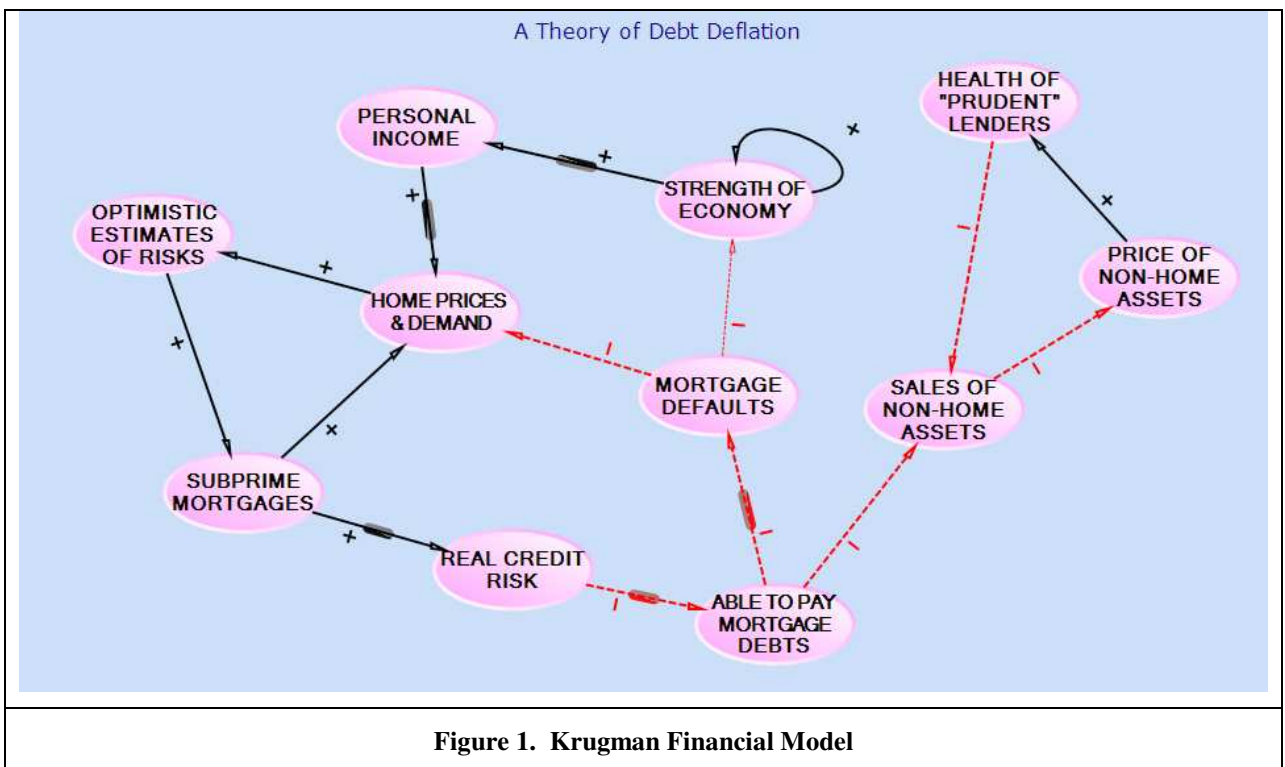 A Theory of Debt Deflation
HEALTH OF
"PRUDENT"
LENDERS
PERSONAL
INCOME
+
+
+
STRENGTH OF
ECONOMY
+
OPTIMISTIC
ESTIMATES
OF RISKS
+
PRICE OF
NON-HOME
ASSETS
+
HOME PRICES
& DEMAND
+
-
-
-
-
MORTGAGE
DEFAULTS
SALES OF
NON-HOME
ASSETS
+
SUBPRIME
MORTGAGES
+
REAL CREDIT
RISK
-
-
-
ABLE TO PAY
MORTGAGE
DEBTS
Figure 1. Krugman Financial Model